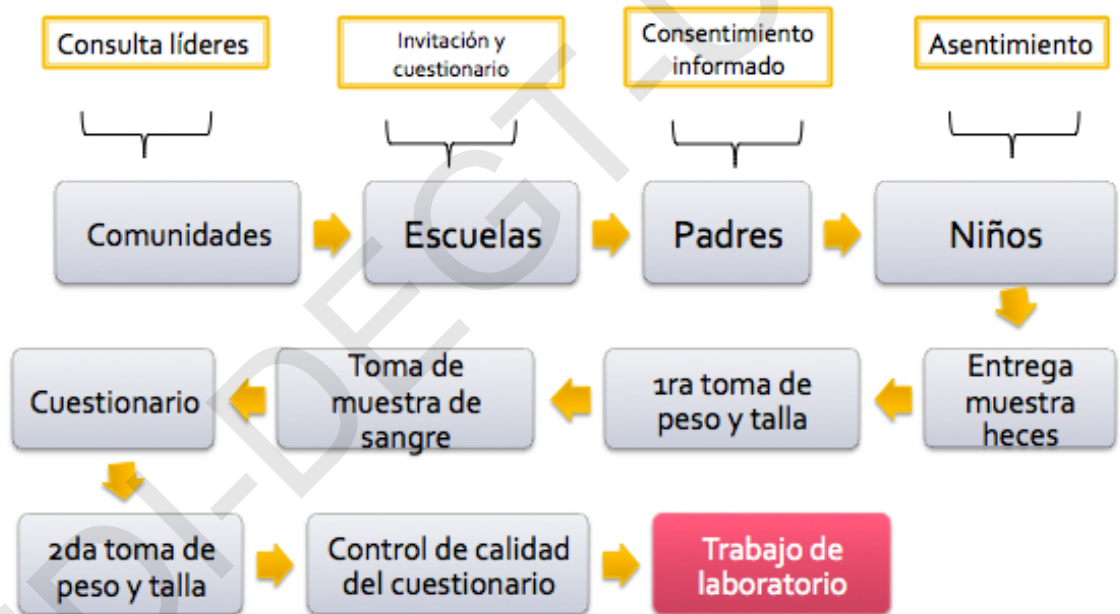 Consulta líderes
Invitación y
cuestionario
Consentimiento
informado
Asentimiento
Comunidades
Escuelas
Padres
Niños
Entrega
muestra
heces
1ra toma de
peso y talla
Toma de
muestra de
sangre
Cuestionario
2da toma de
peso y talla
Control de calidad
del cuestionario
Trabajo de
laboratorio